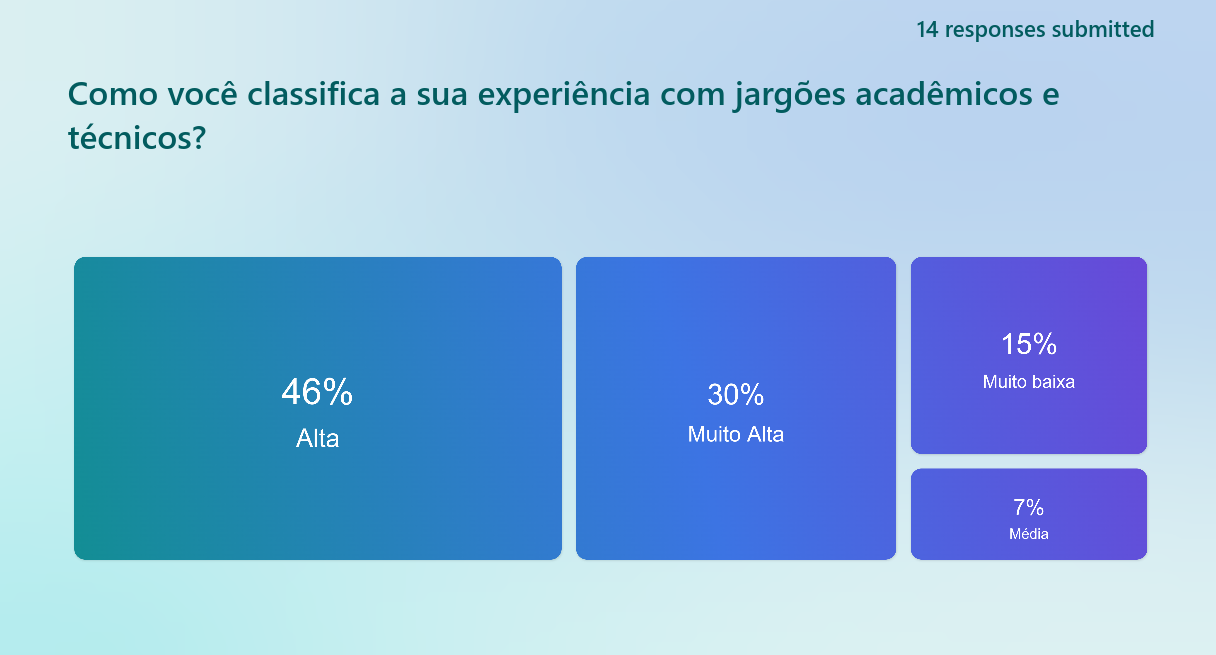 14 responses submitted
Como você classifica a sua experiência com jargões acadêmicos e
técnicos?
46%
Alta
30%
Muito Alta
15%
Muito baixa
7%
Média